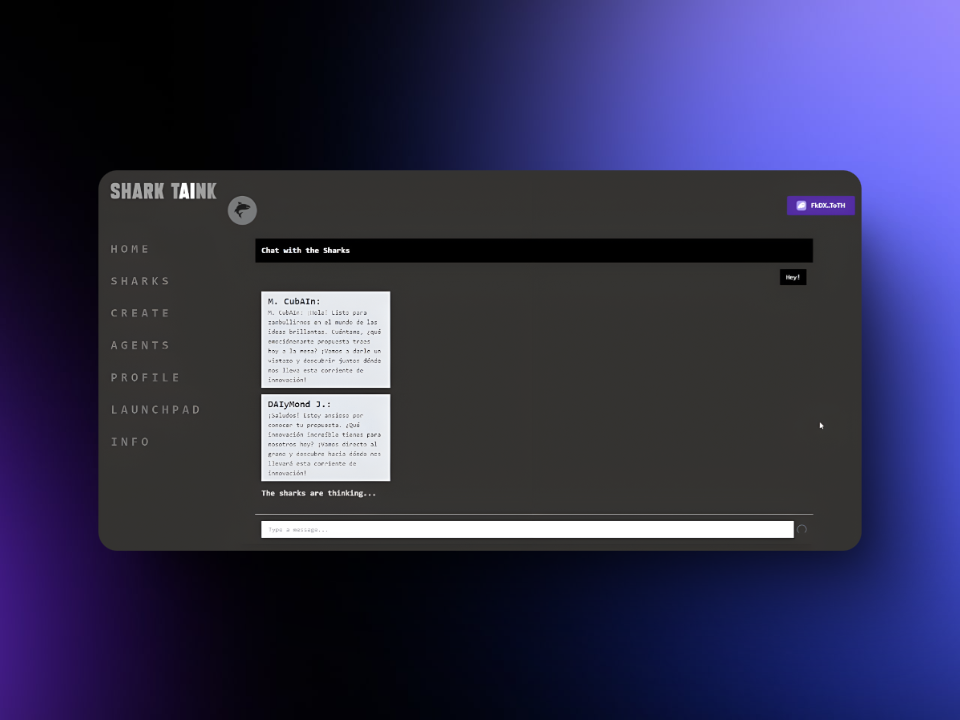 SHARK TAINK
FkDX..ToTH
HOME
SHARKS
CREATE
AGENTS
PROFILE
LAUNCHPAD
INFO
Chat with the Sharks
Hey!
M. CubAIn:
M. CubAIn: ¡Hola! Listo para
zambullirnos en el mundo de las
ideas brillantes. Cuéntame, ¿qué
emocionante propuesta traes
hoy a la mesa? ¡Vamos a darle un
vistazo y descubrir juntos dónde
nos lleva esta corriente de
innovación!
DAIyMond J.:
¡Saludos! Estoy ansioso por
conocer tu propuesta. ¿Qué
innovación increíble tienes para
nosotros hoy? ¡Vamos directo al
grano y descubre hacia dónde nos
llevará esta corriente de
innovación!
The sharks are thinking...
Type a message...